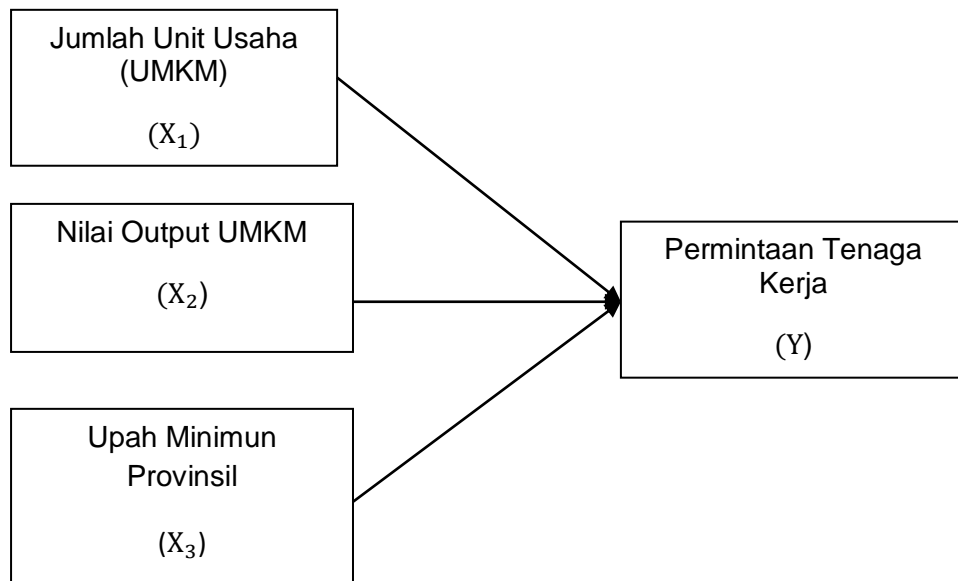 Jumlah Unit Usaha
(UMKM)
(X₁)
Nilai Output UMKM
(X₂)
Upah Minimun
Provinsil
(X₃)
Permintaan Tenaga
Kerja
(Y)